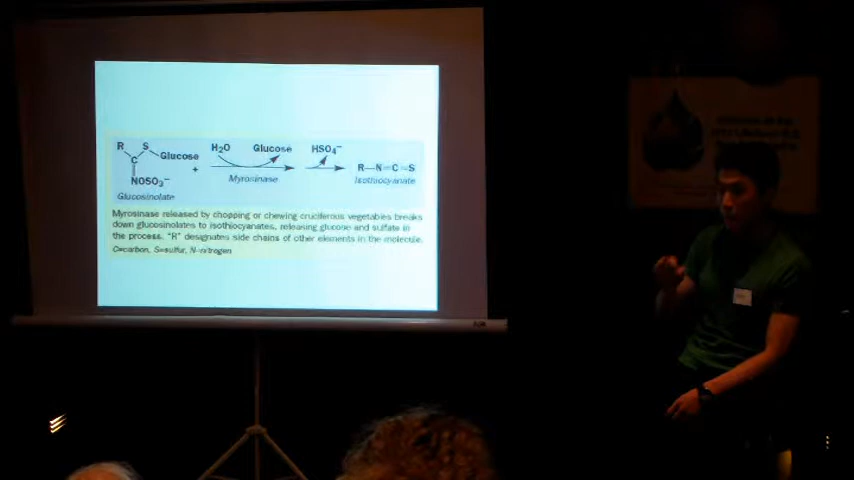 R S
C Glucose
NOSO3-
Glucosinolate
+
H2O Glucose HSO4-
Myrosinase
R—N=C=S
Isothiocyanate
Myrosinase released by chopping or chewing cruciferous vegetables breaks
down glucosinolates to isothiocyanates, releasing glucose and sulfate in
the process. "R" designates side chains of other elements in the molecule.
C=carbon, S=sulfur, N=nitrogen